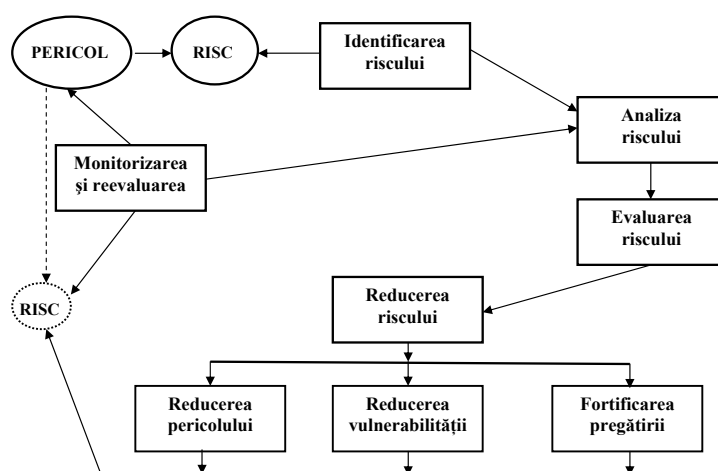 PERICOL
RISC
Identificarea
riscului
Analiza
riscului
Monitorizarea
şi reevaluarea
Evaluarea
riscului
Reducerea
riscului
RISC
Reducerea
pericolului
Reducerea
vulnerabilității
Fortificarea
pregătirii